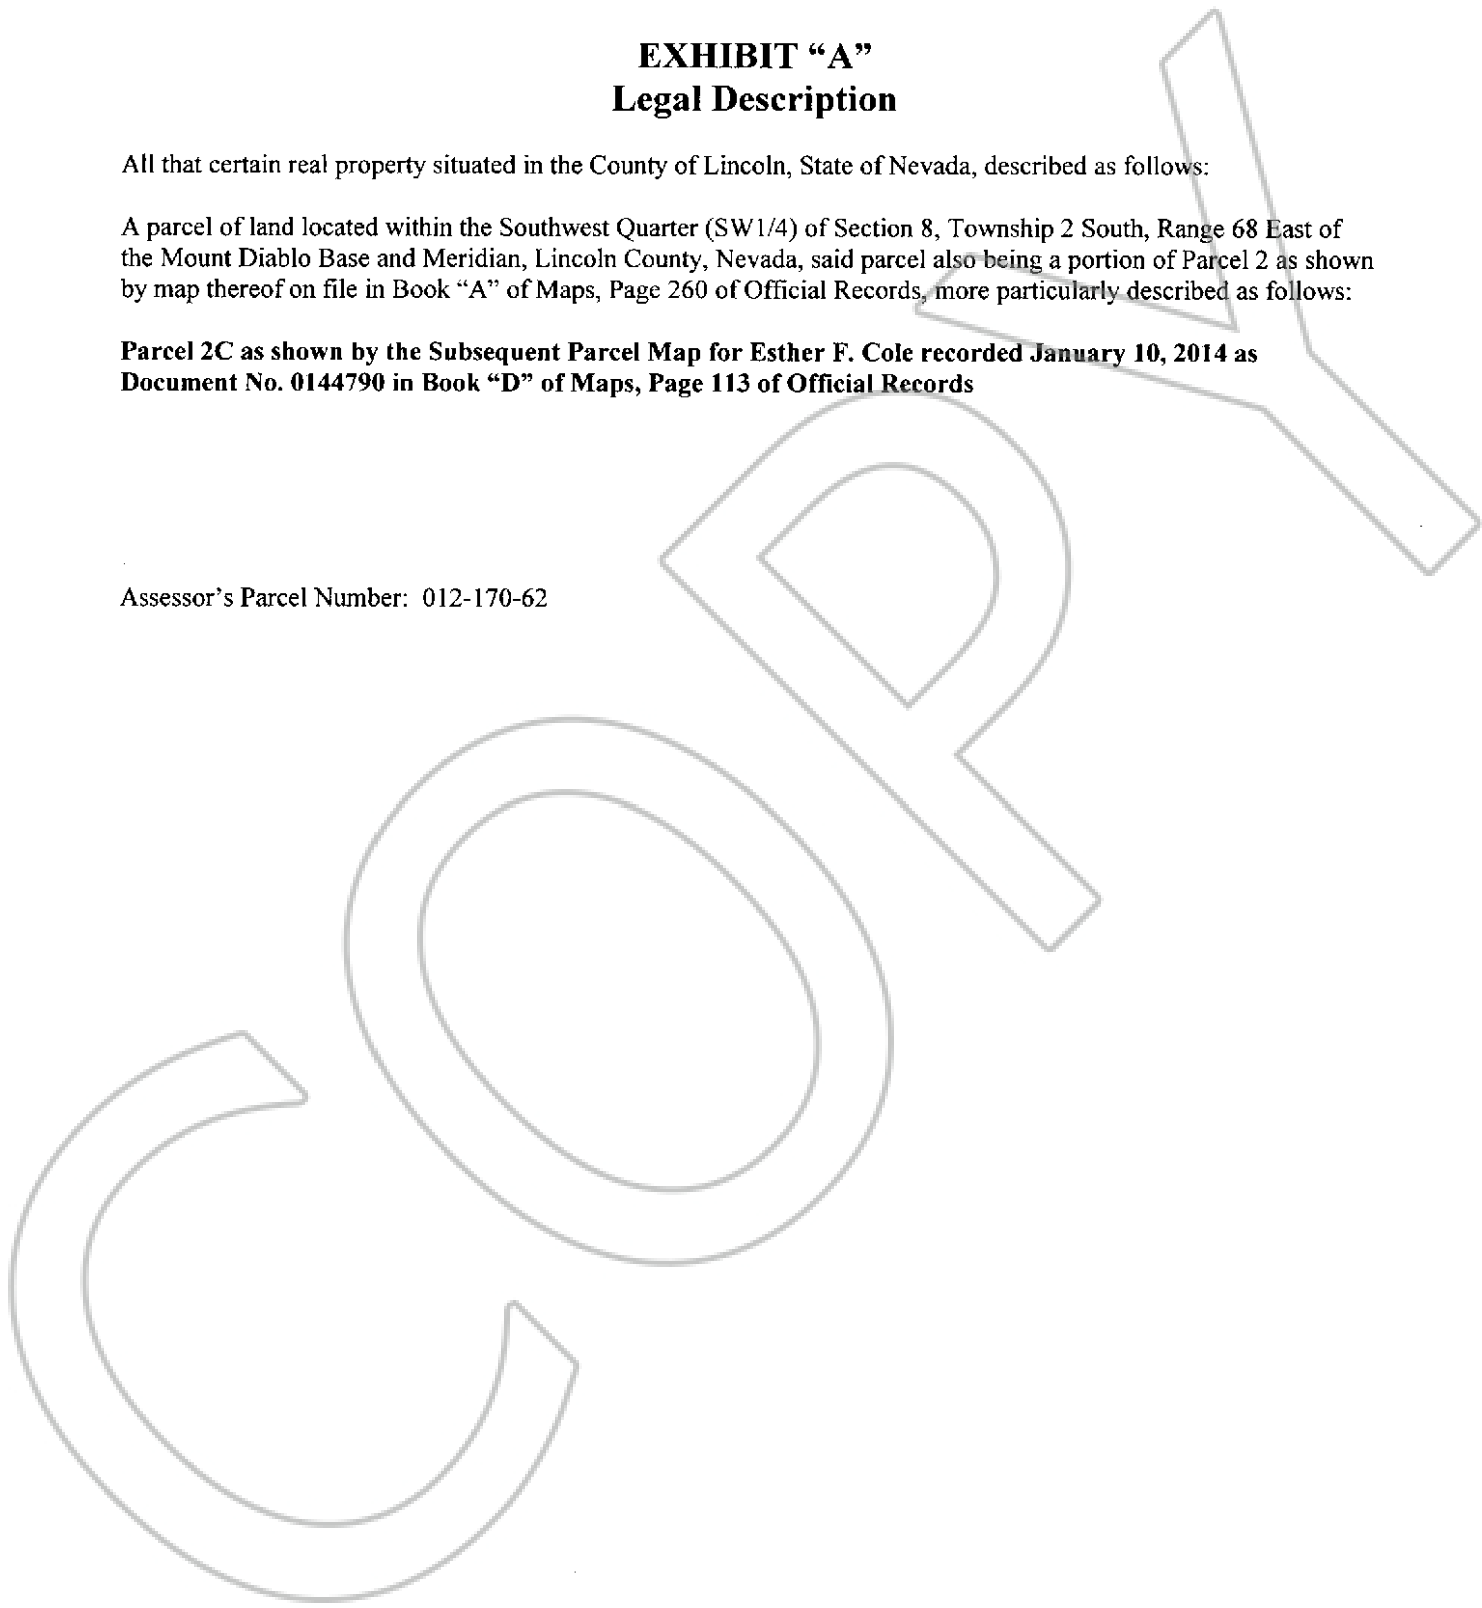 EXHIBIT “A”
Legal Description
All that certain real property situated in the County of Lincoln, State of Nevada, described as follows:
A parcel of land located within the Southwest Quarter (SW1/4) of Section 8, Township 2 South, Range 68 East of
the Mount Diablo Base and Meridian, Lincoln County, Nevada, said parcel also being a portion of Parcel 2 as shown
by map thereof on file in Book “A” of Maps, Page 260 of Official Records, more particularly described as follows:
Parcel 2C as shown by the Subsequent Parcel Map for Esther F. Cole recorded January 10, 2014 as
Document No. 0144790 in Book “D” of Maps, Page 113 of Official Records
Assessor’s Parcel Number: 012-170-62
COPY